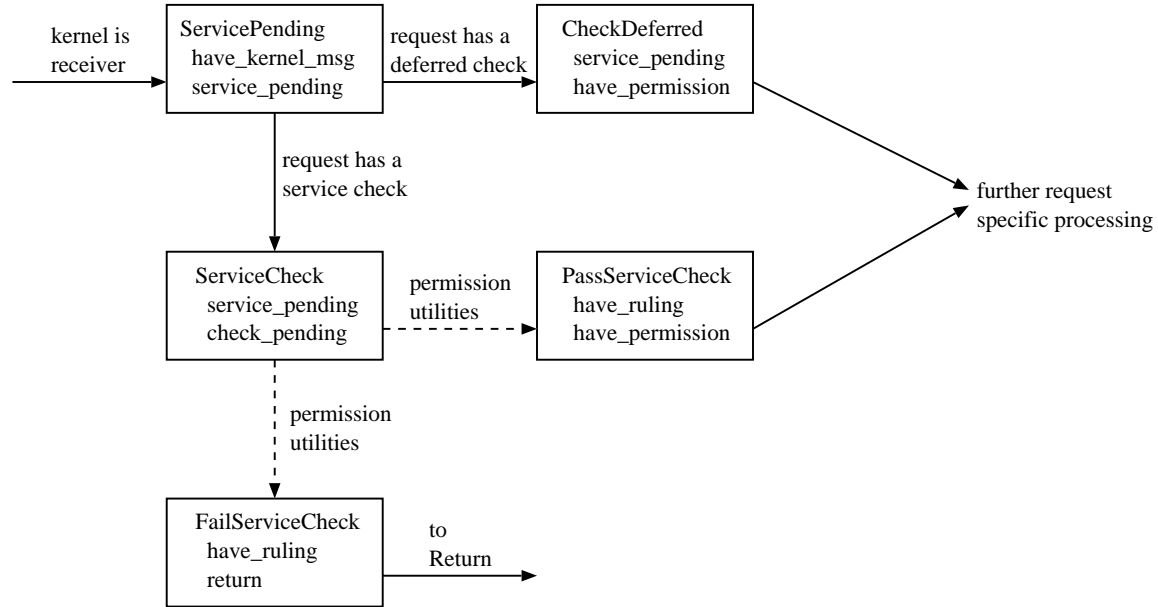 kernel is
receiver
ServicePending
have_kernel_msg
service_pending
request has a
deferred check
CheckDeferred
service_pending
have_permission
request has a
service check
further request
specific processing
ServiceCheck
service_pending
check_pending
permission
utilities
PassServiceCheck
have_ruling
have_permission
permission
utilities
FailServiceCheck
have_ruling
return
to
Return